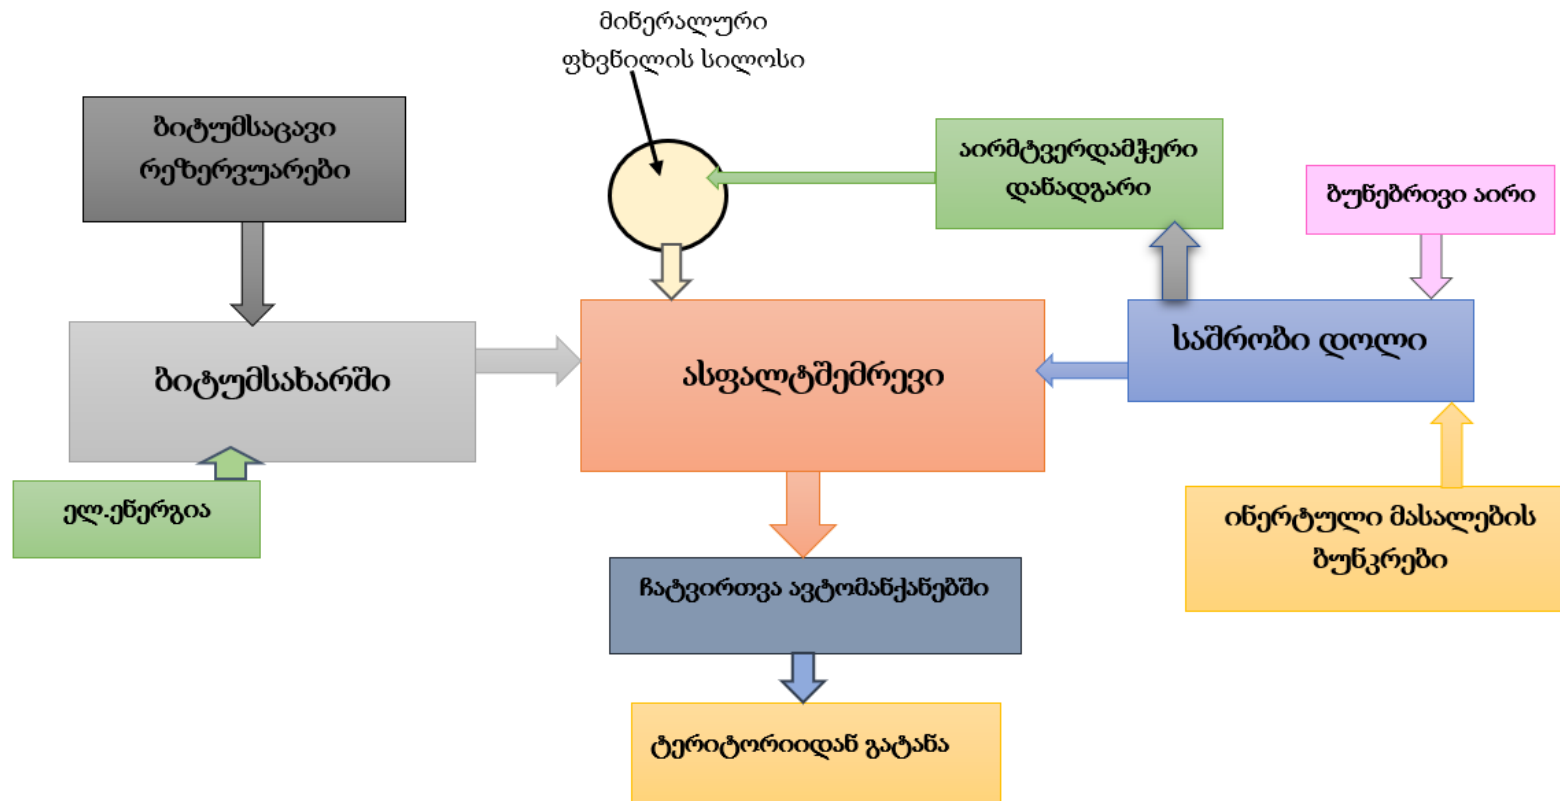 მინერალური
ფხვნილის სილოსი
ბიტუმსაცავი
რეზერვუარები
აირმტვერდამჭერი
დანადგარი
ბუნებრივი აირი
საშრობი დოლი
ბიტუმსახარში
ასფალტშემრევი
ელ.ენერგია
ინერტული მასალების
ბუნკრები
ჩატვირთვა ავტომანქანებში
ტერიტორიიდან გატანა